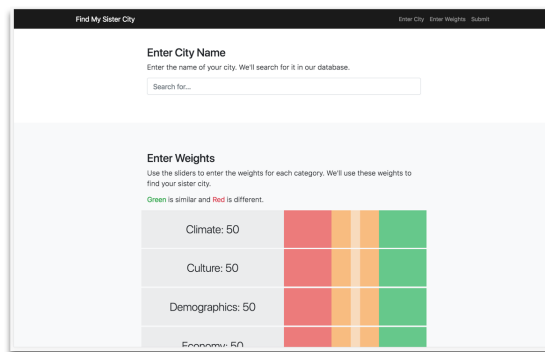 Find My Sister City
Enter City Enter Weights Submit
Enter City Name
Enter the name of your city. We'll search for it in our database.
Search for...
Enter Weights
Use the sliders to enter the weights for each category. We'll use these weights to
find your sister city.
Green is similar and Red is different.
Climate: 50
Culture: 50
Demographics: 50
Economy: 50